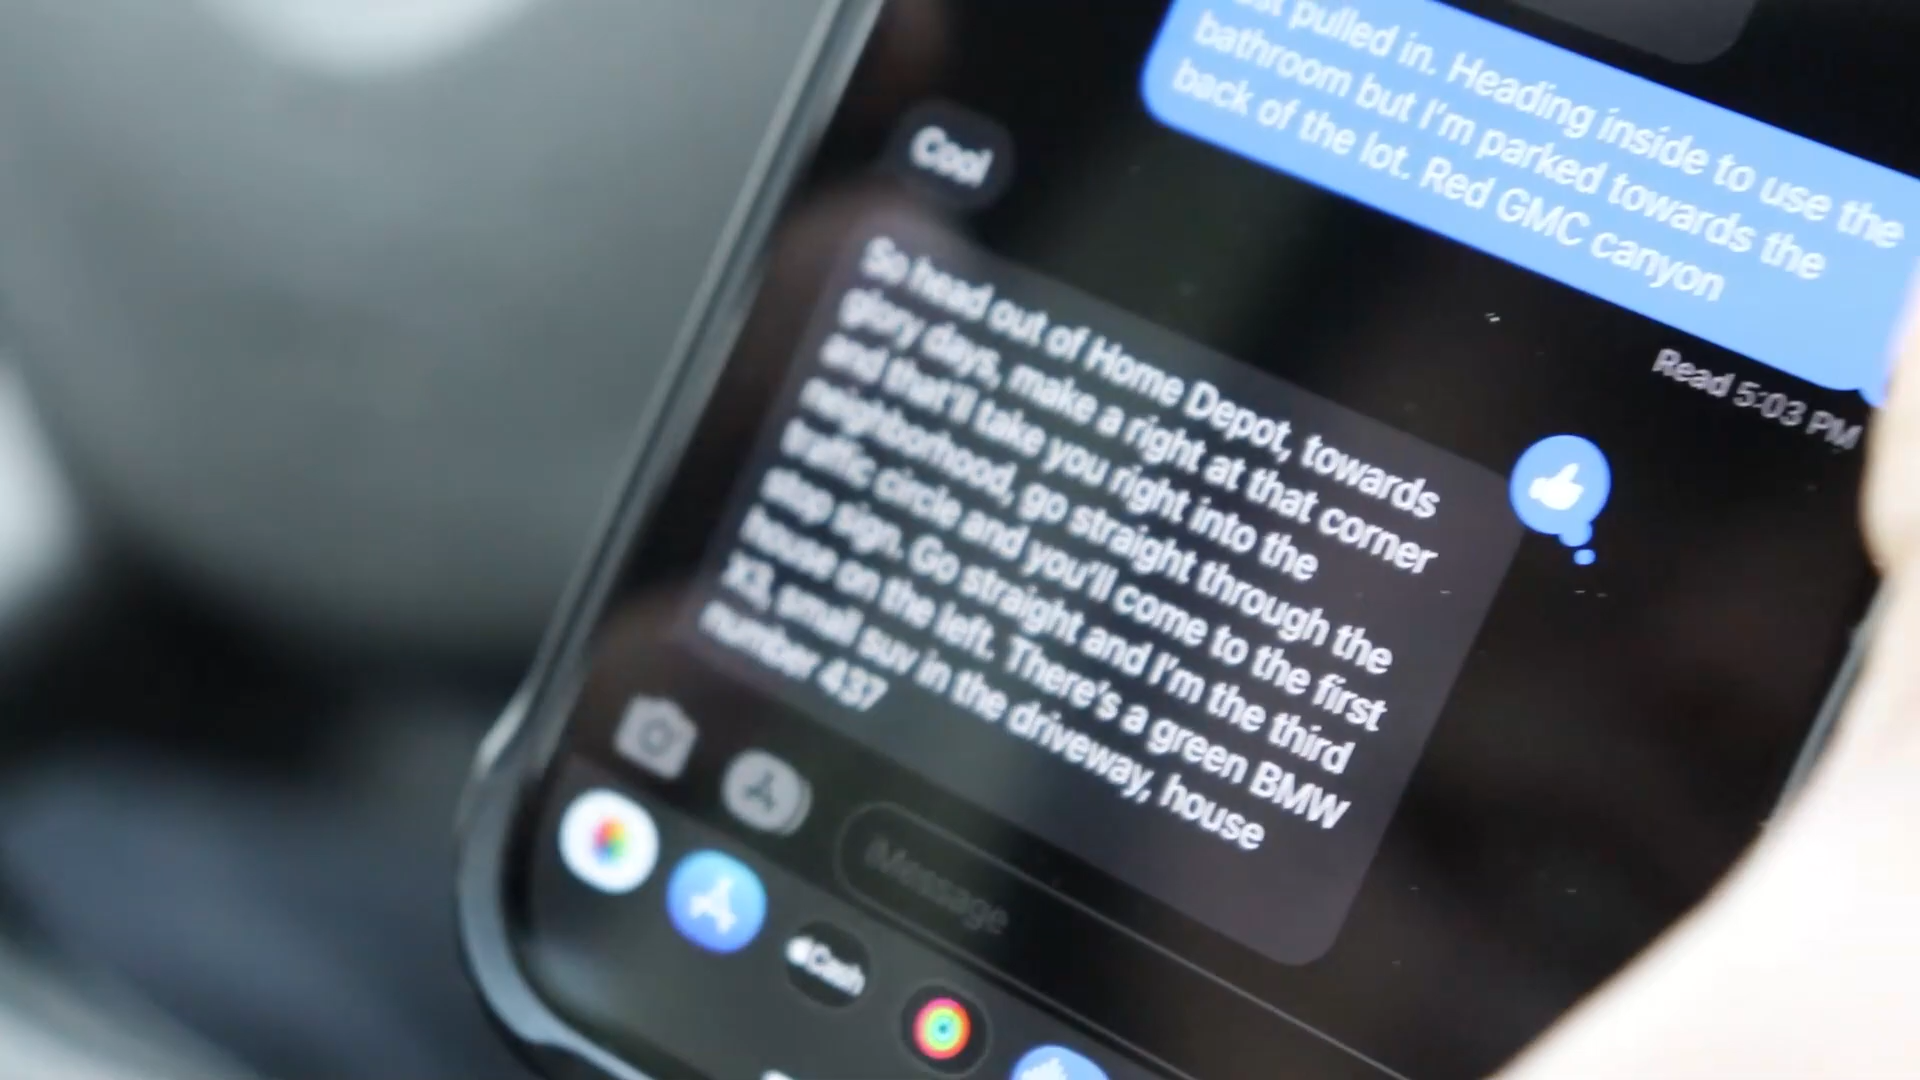 pulled in. Heading inside to use the
bathroom but I'm parked towards the
back of the lot. Red GMC canyon
Read 5:03 PM
Cool
So head out of Home Depot, towards
glory days, make a right at that corner
and that'll take you right into the
neighborhood, go straight through the
traffic circle and you'll come to the first
stop sign. Go straight and I'm the third
house on the left. There's a green BMW
X3, small suv in the driveway, house
number 437
iMessage
Cash